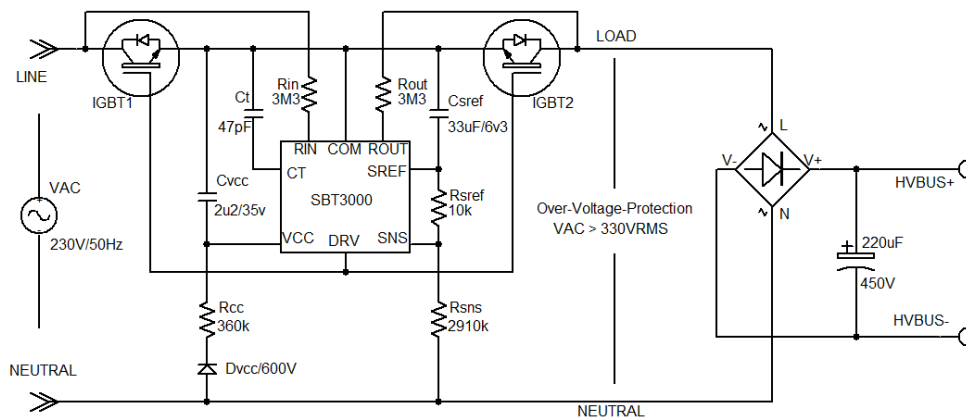 LINE
IGBT1
Ct
47pF
Rin
3M3
Rout
3M3
Csref
33uF/6v3
IGBT2
LOAD
RIN
COM
ROUT
CT
SREF
SBT3000
VCC
DRV
SNS
Cvcc
2u2/35v
Rsref
10k
VAC
230V/50Hz
Rcc
360k
Dvcc/600V
Rsns
2910k
Over-Voltage-Protection
VAC > 330VRMS
L
V-
V+
N
HVBUS+
220uF
450V
HVBUS-
NEUTRAL
NEUTRAL